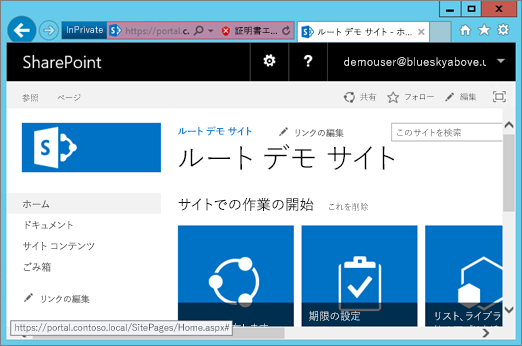 InPrivate
https://portal.c
証明書エ...
ルート デモ サイト - ホ...
SharePoint
?
demouser@blueskyabove.u
参照
ページ
共有
フォロー
編集
S
ルート デモ サイト
リンクの編集
このサイトを検索
ルート デモ サイト
ホーム
ドキュメント
サイト コンテンツ
ごみ箱
リンクの編集
サイトでの作業の開始
これを削除
期限の設定
リスト、ライブラ
https://portal.contoso.local/SitePages/Home.aspx#